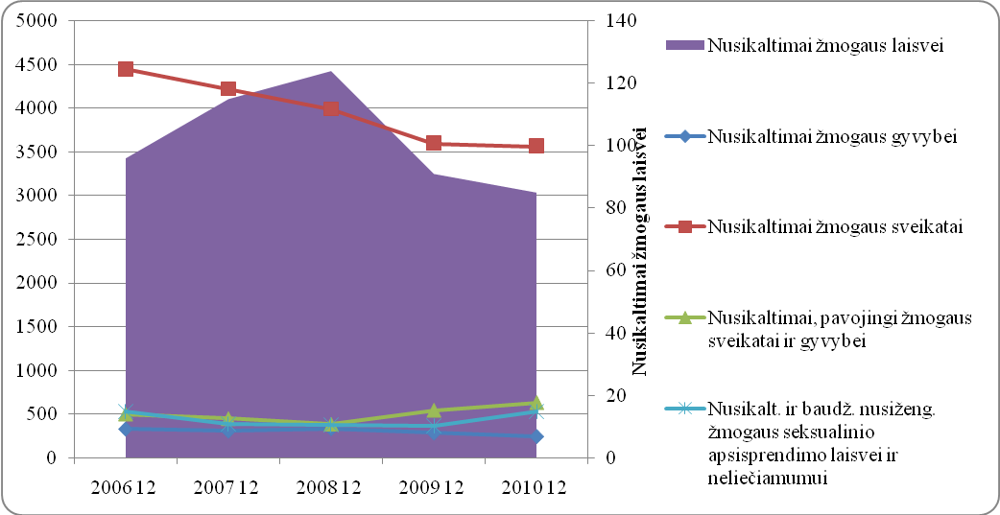 5000
4500
4000
3500
3000
2500
2000
1500
1000
500
0
140
120
100
80
60
40
20
0
Nusikaltimai žmogaus laisvei
2006 12 2007 12 2008 12 2009 12 2010 12
Nusikaltimai žmogaus laisvei
Nusikaltimai žmogaus gyvybei
Nusikaltimai žmogaus sveikatai
Nusikaltimai, pavojingi žmogaus
sveikatai ir gyvybei
Nusikalt. ir baudž. nusiženg.
žmogaus seksualinio
apsisprendimo laisvei ir
neliečiamumui